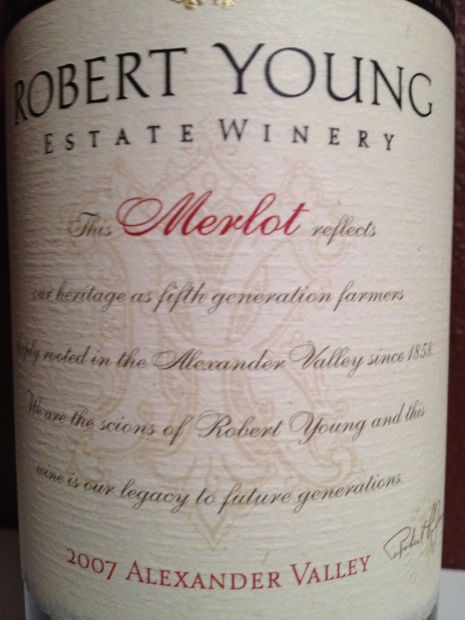 ROBERT YOUNG
ESTATE WINERY
This Merlot reflects
our heritage as fifth generation farmers
deeply rooted in the Alexander Valley since 1858.
We are the scions of Robert Young and this
wine is our legacy to future generations.
2007 ALEXANDER VALLEY